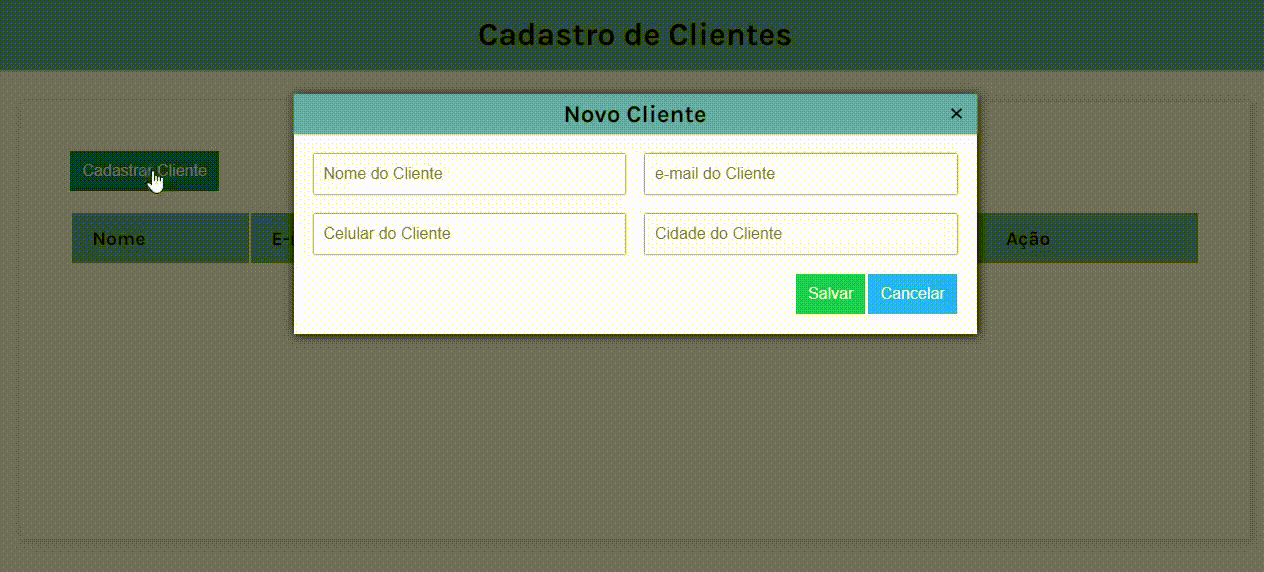 Cadastro de Clientes
Novo Cliente ×
Nome do Cliente e-mail do Cliente
Cadastrar Cliente
Celular do Cliente Cidade do Cliente
Nome Ação
Salvar Cancelar